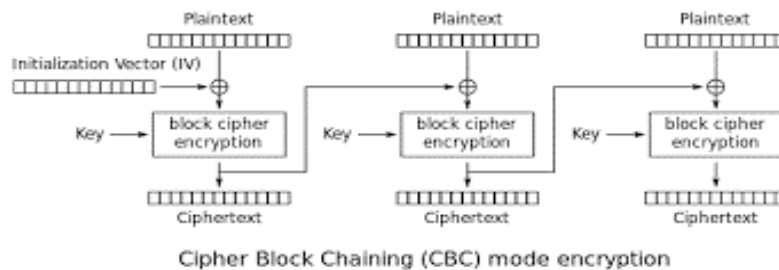 Plaintext Plaintext Plaintext
Initialization Vector (IV)
Key block cipher encryption Key block cipher encryption Key block cipher encryption
Ciphertext Ciphertext Ciphertext
Cipher Block Chaining (CBC) mode encryption